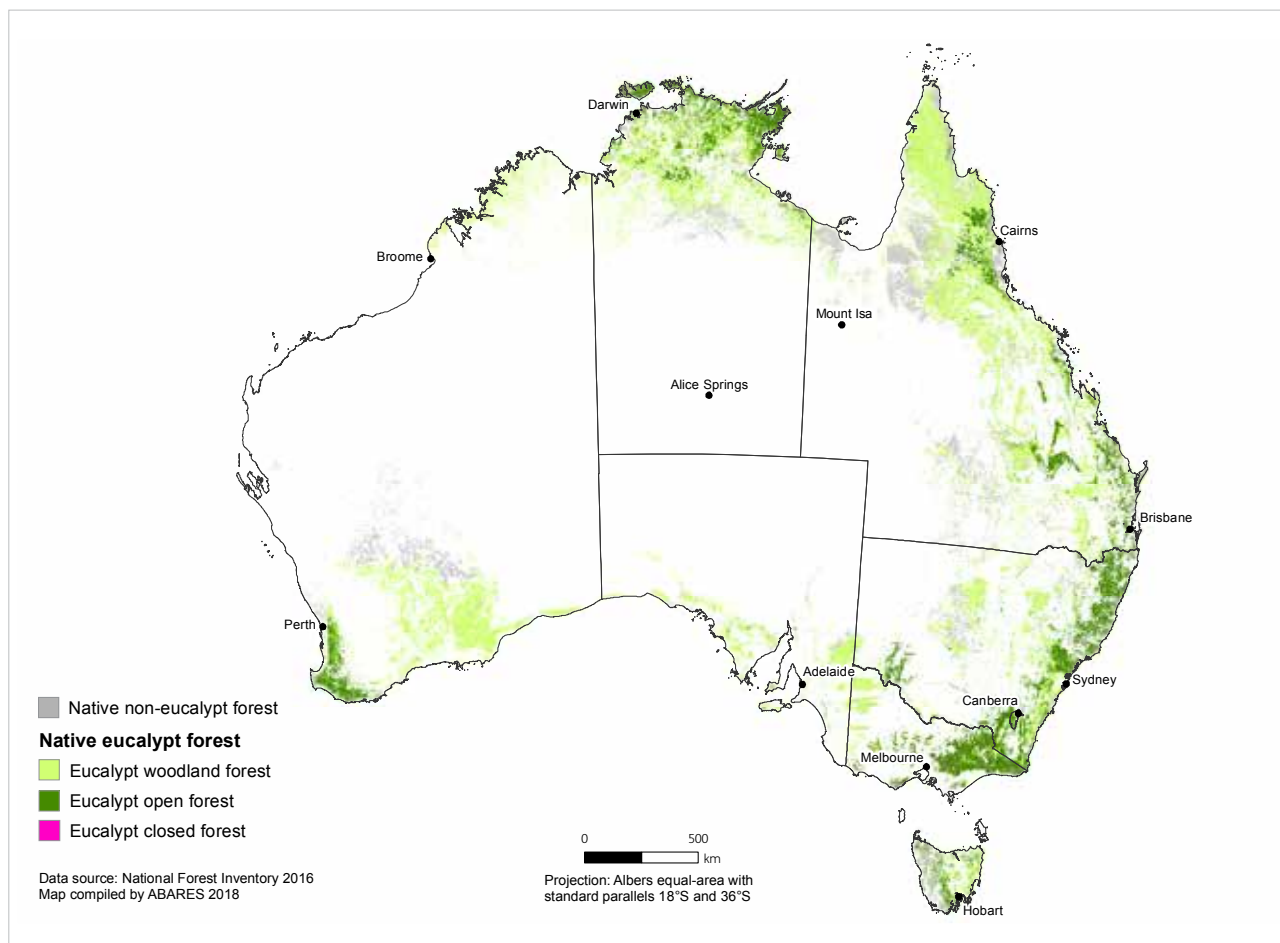 Darwin
Cairns
Broome
Mount Isa
Alice Springs
Brisbane
Perth
Adelaide
Sydney
Canberra
Melbourne
Hobart
Native non-eucalypt forest
Native eucalypt forest
Eucalypt woodland forest
Eucalypt open forest
Eucalypt closed forest
Data source: National Forest Inventory 2016
Map compiled by ABARES 2018
0 500
km
Projection: Albers equal-area with
standard parallels 18°S and 36°S